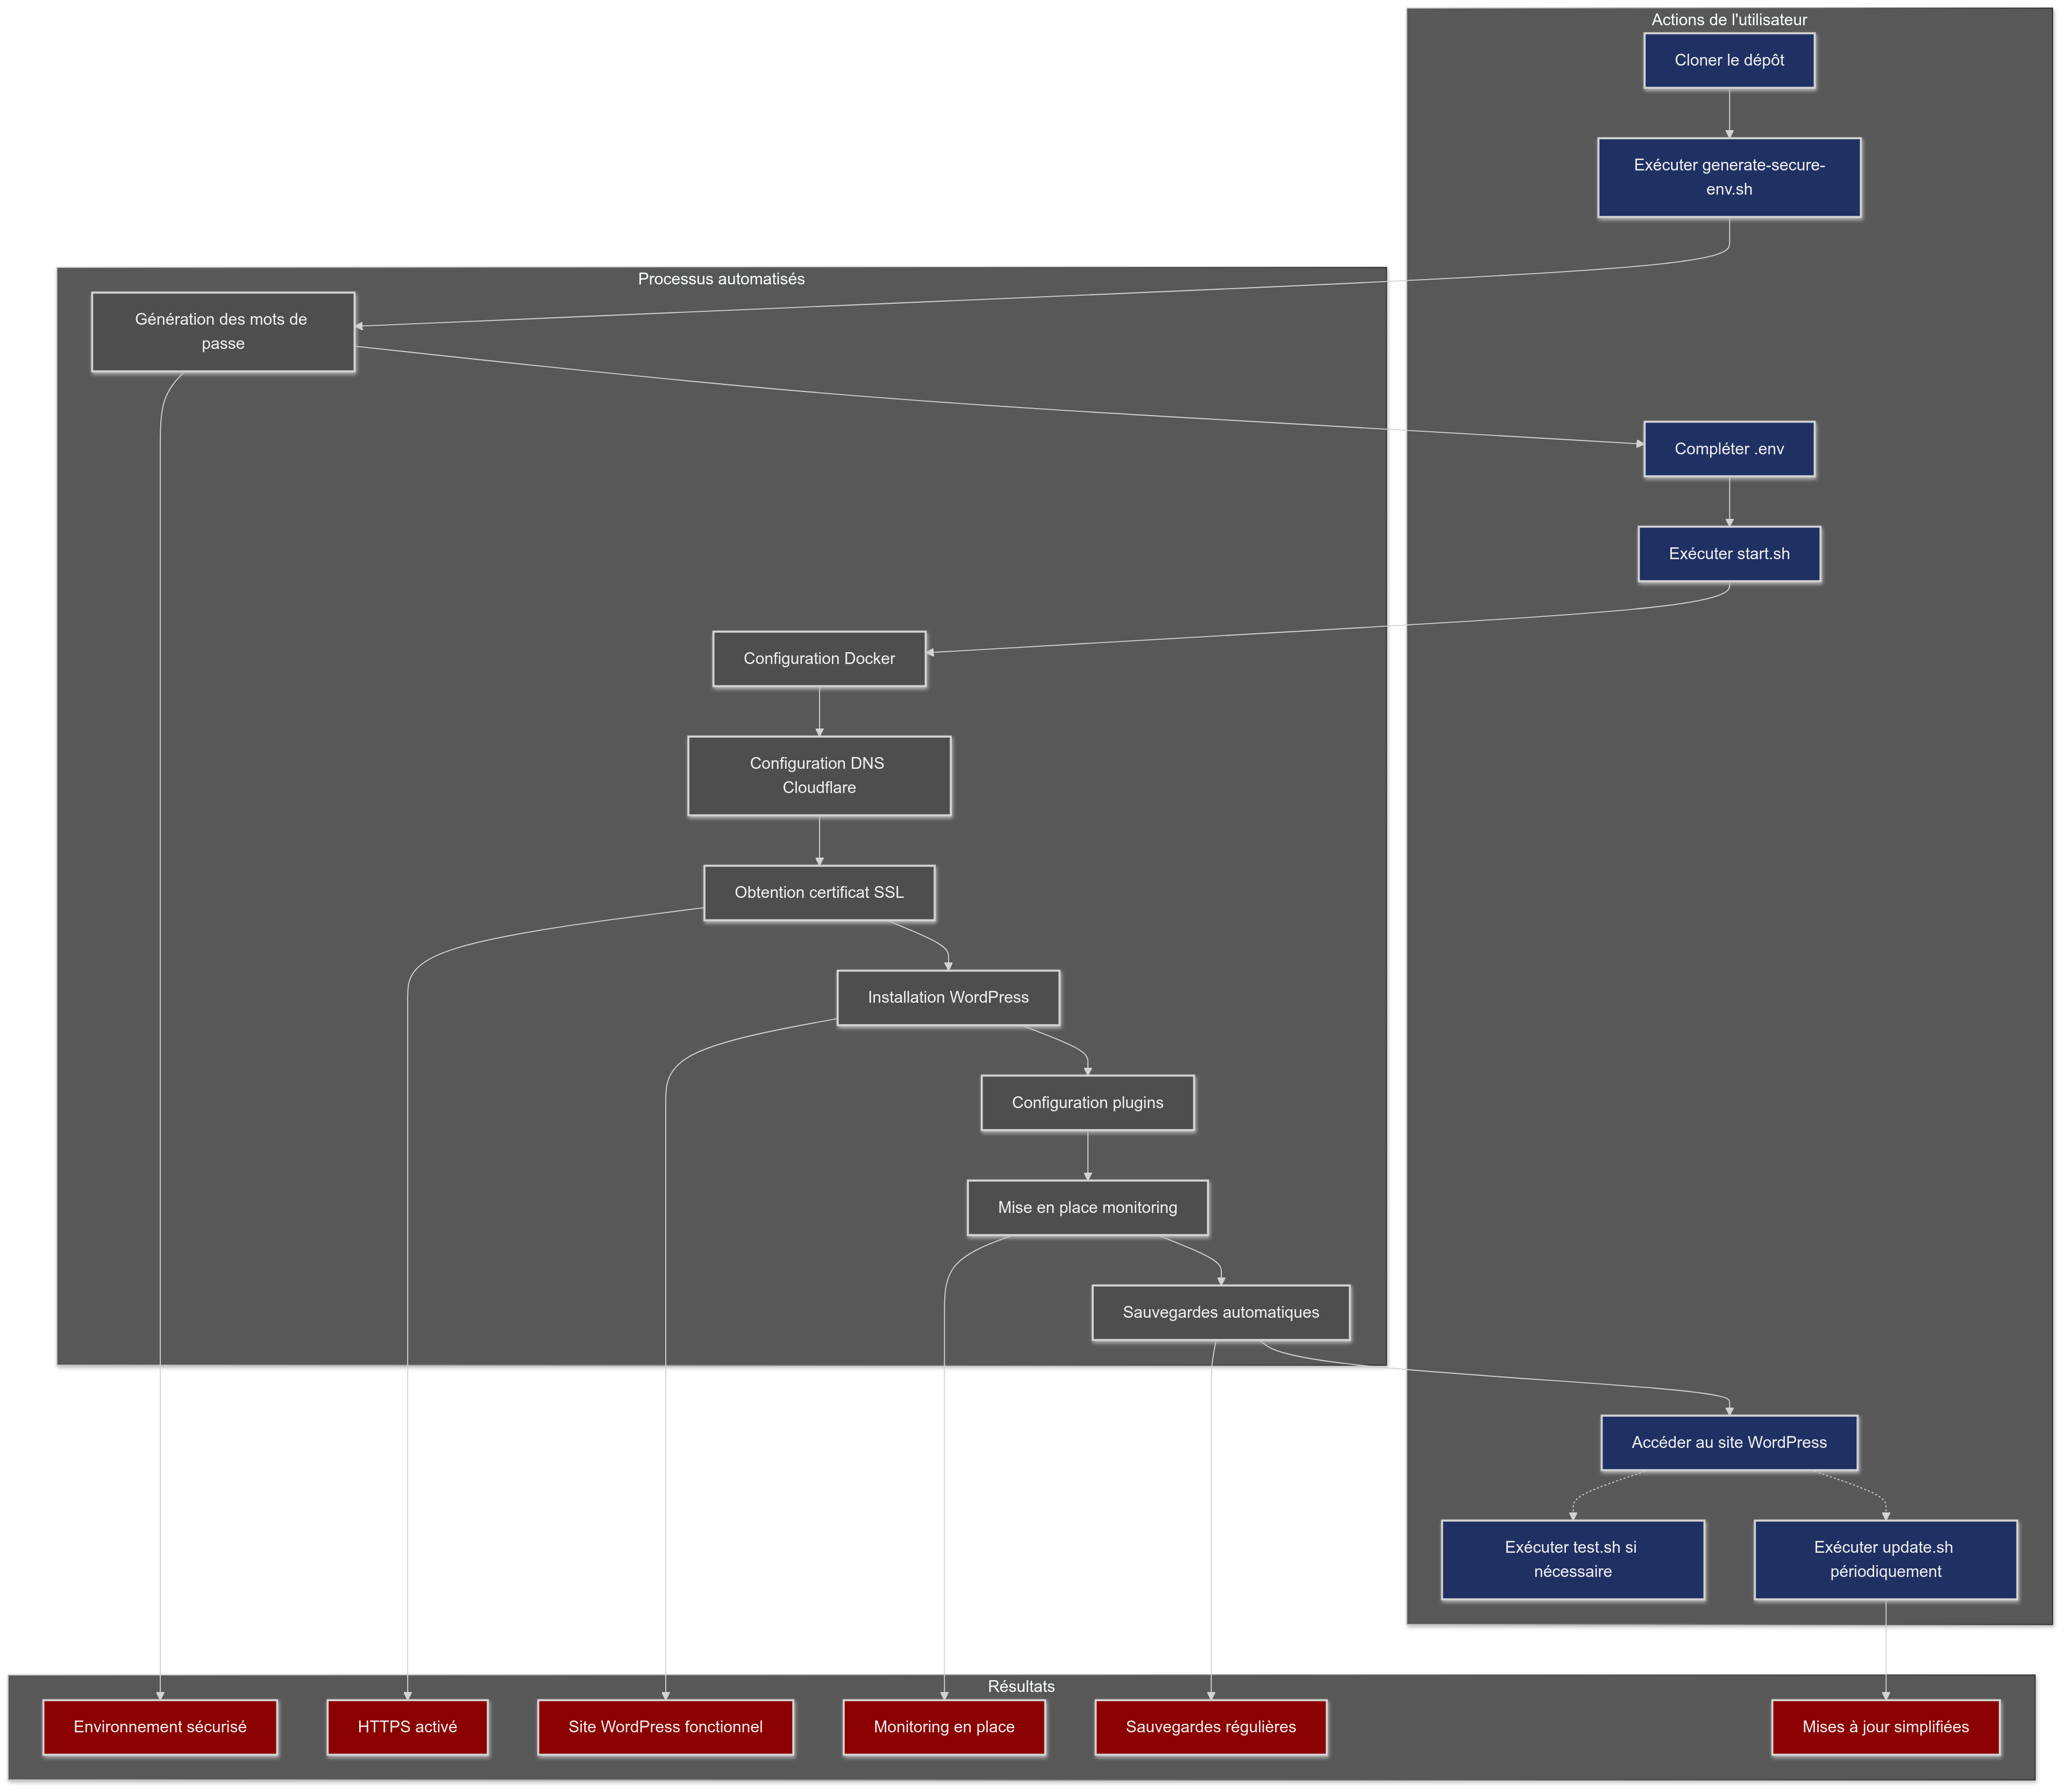 Actions de l'utilisateur
Cloner le dépôt
Exécuter generate-secure-
env.sh
Processus automatisés
Génération des mots de
passe
Compléter .env
Exécuter start.sh
Configuration Docker
Configuration DNS
Cloudflare
Obtention certificat SSL
Installation WordPress
Configuration plugins
Mise en place monitoring
Sauvegardes automatiques
Accéder au site WordPress
Exécuter test.sh si
nécessaire
Exécuter update.sh
périodiquement
Résultats
Environnement sécurisé
HTTPS activé
Site WordPress fonctionnel
Monitoring en place
Sauvegardes régulières
Mises à jour simplifiées